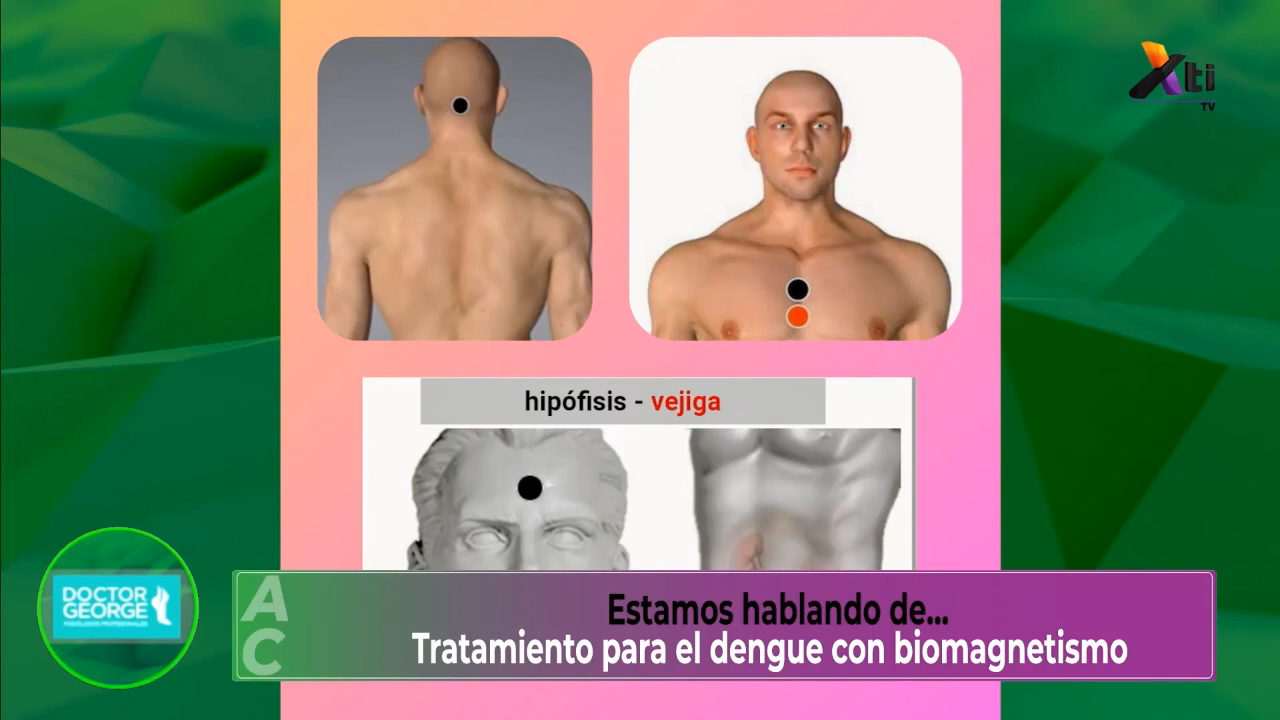 Xti
TV
hipófisis - vejiga
DOCTOR
GEORGE
A
C
Estamos hablando de...
Tratamiento para el dengue con biomagnetismo